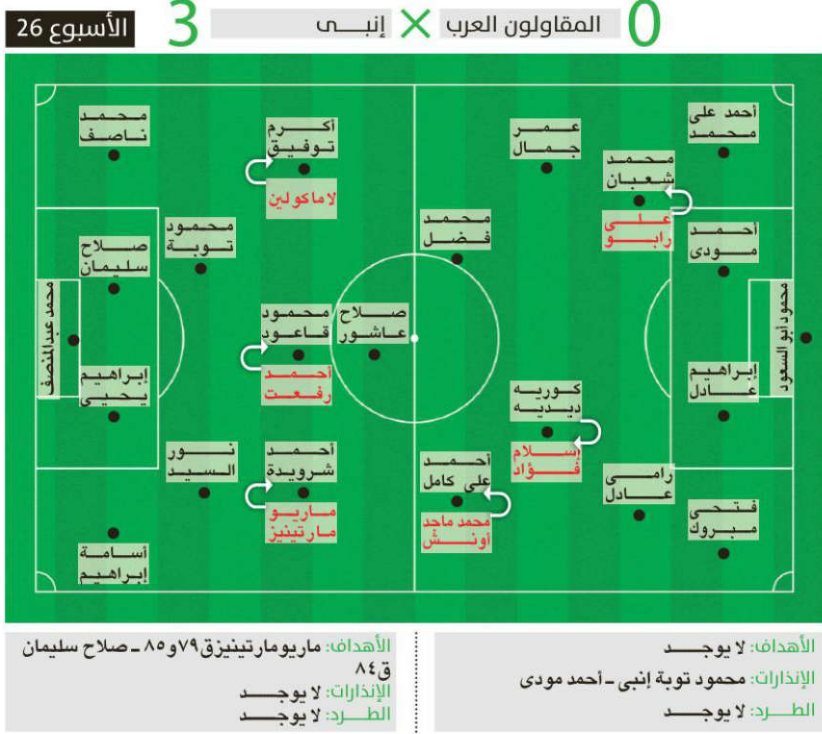 0 المقاولون العرب × إنبى 3 الأسبوع 26
محمود أبو السعود
أحمد على
محمد
أحمد
مودى
إبراهيم
عادل
فتحى
مبروك
محمد
شعبان
على
رابو
رامى
عادل
عمر
جمال
كوريه
ديديه
إسلام
فؤاد
محمد
فضل
أحمد
على كامل
محمد ماجد
أونش
صلاح
عاشور
أكرم
توفيق
لاماكولين
محمود
قاعود
أحمد
رفعت
أحمد
شرويدة
ماريو
مارتينيز
محمود
توبة
نور
السيد
محمد
ناصف
صلاح
سليمان
إبراهيم
يحيى
أسامة
إبراهيم
محمد عبدالمنصف
الأهداف: لا يوجد
الإنذارات: محمود توبة إنبى - أحمد مودى
الطرد: لا يوجد
الأهداف: ماريو مارتينيز ق٧٩ و٨٥ - صلاح سليمان
ق٨٤
الإنذارات: لا يوجد
الطرد: لا يوجد